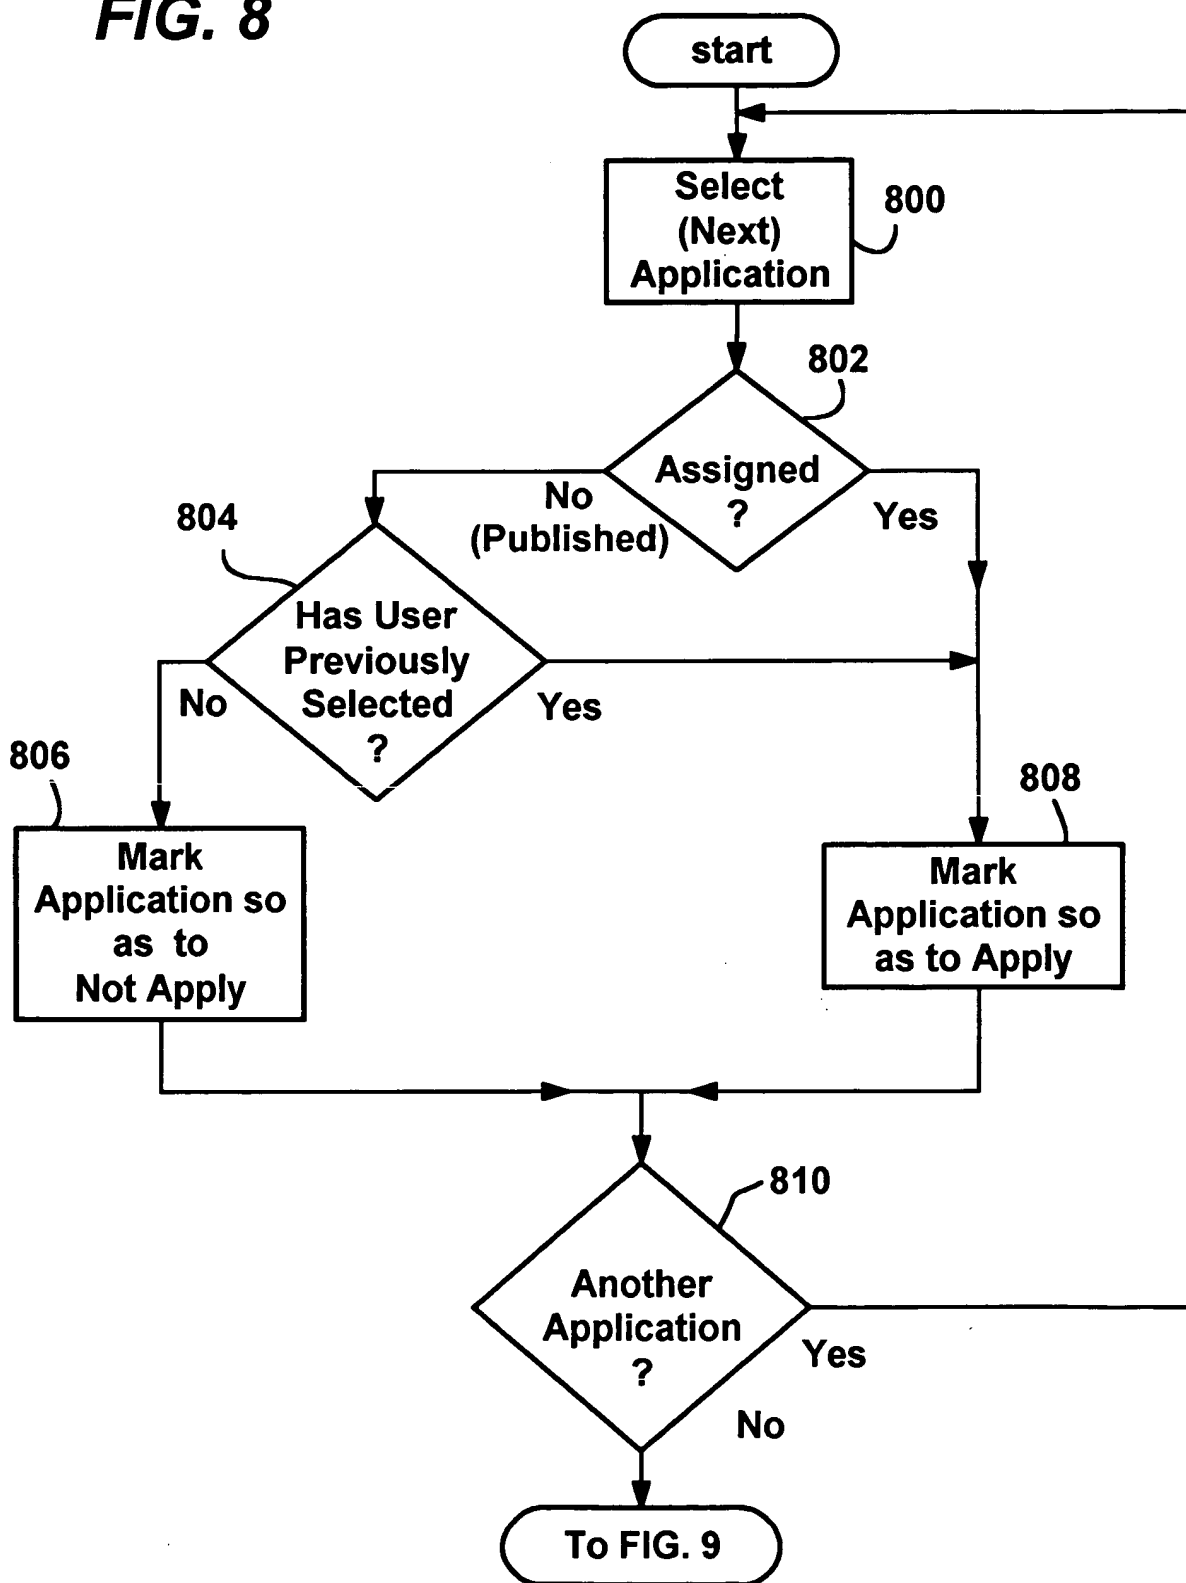 FIG. 8
start
Select
(Next)
Application
800
802
Assigned
?
No
(Published)
Yes
804
Has User
Previously
Selected
?
No
Yes
806
Mark
Application so
as to
Not Apply
808
Mark
Application so
as to Apply
810
Another
Application
?
Yes
No
To FIG. 9